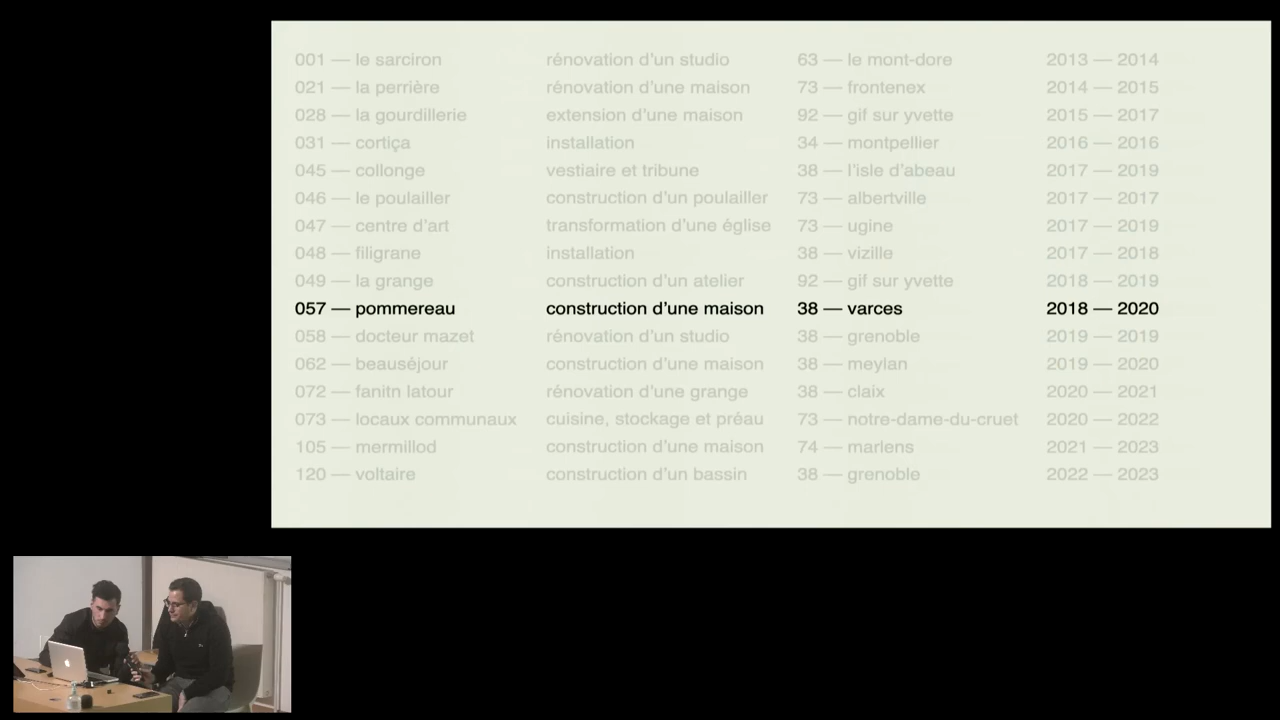 001 — le sarciron rénovation d'un studio 63 — le mont-dore 2013 — 2014
021 — la perrière rénovation d'une maison 73 — frontenex 2014 — 2015
028 — la gourdillerie extension d'une maison 92 — gif sur yvette 2015 — 2017
031 — cortiça installation 34 — montpellier 2016 — 2016
045 — collonge vestiaire et tribune 38 — l'isle d'abeau 2017 — 2019
046 — le poulailler construction d'un poulailler 73 — albertville 2017 — 2017
047 — centre d'art transformation d'une église 73 — ugine 2017 — 2019
048 — filigrane installation 38 — vizille 2017 — 2018
049 — la grange construction d'un atelier 92 — gif sur yvette 2018 — 2019
057 — pommereau construction d'une maison 38 — varces 2018 — 2020
058 — docteur mazet rénovation d'un studio 38 — grenoble 2019 — 2019
062 — beauséjour construction d'une maison 38 — meylan 2019 — 2020
072 — fanitn latour rénovation d'une grange 38 — claix 2020 — 2021
073 — locaux communaux cuisine, stockage et préau 73 — notre-dame-du-cruet 2020 — 2022
105 — mermillod construction d'une maison 74 — marlens 2021 — 2023
120 — voltaire construction d'un bassin 38 — grenoble 2022 — 2023